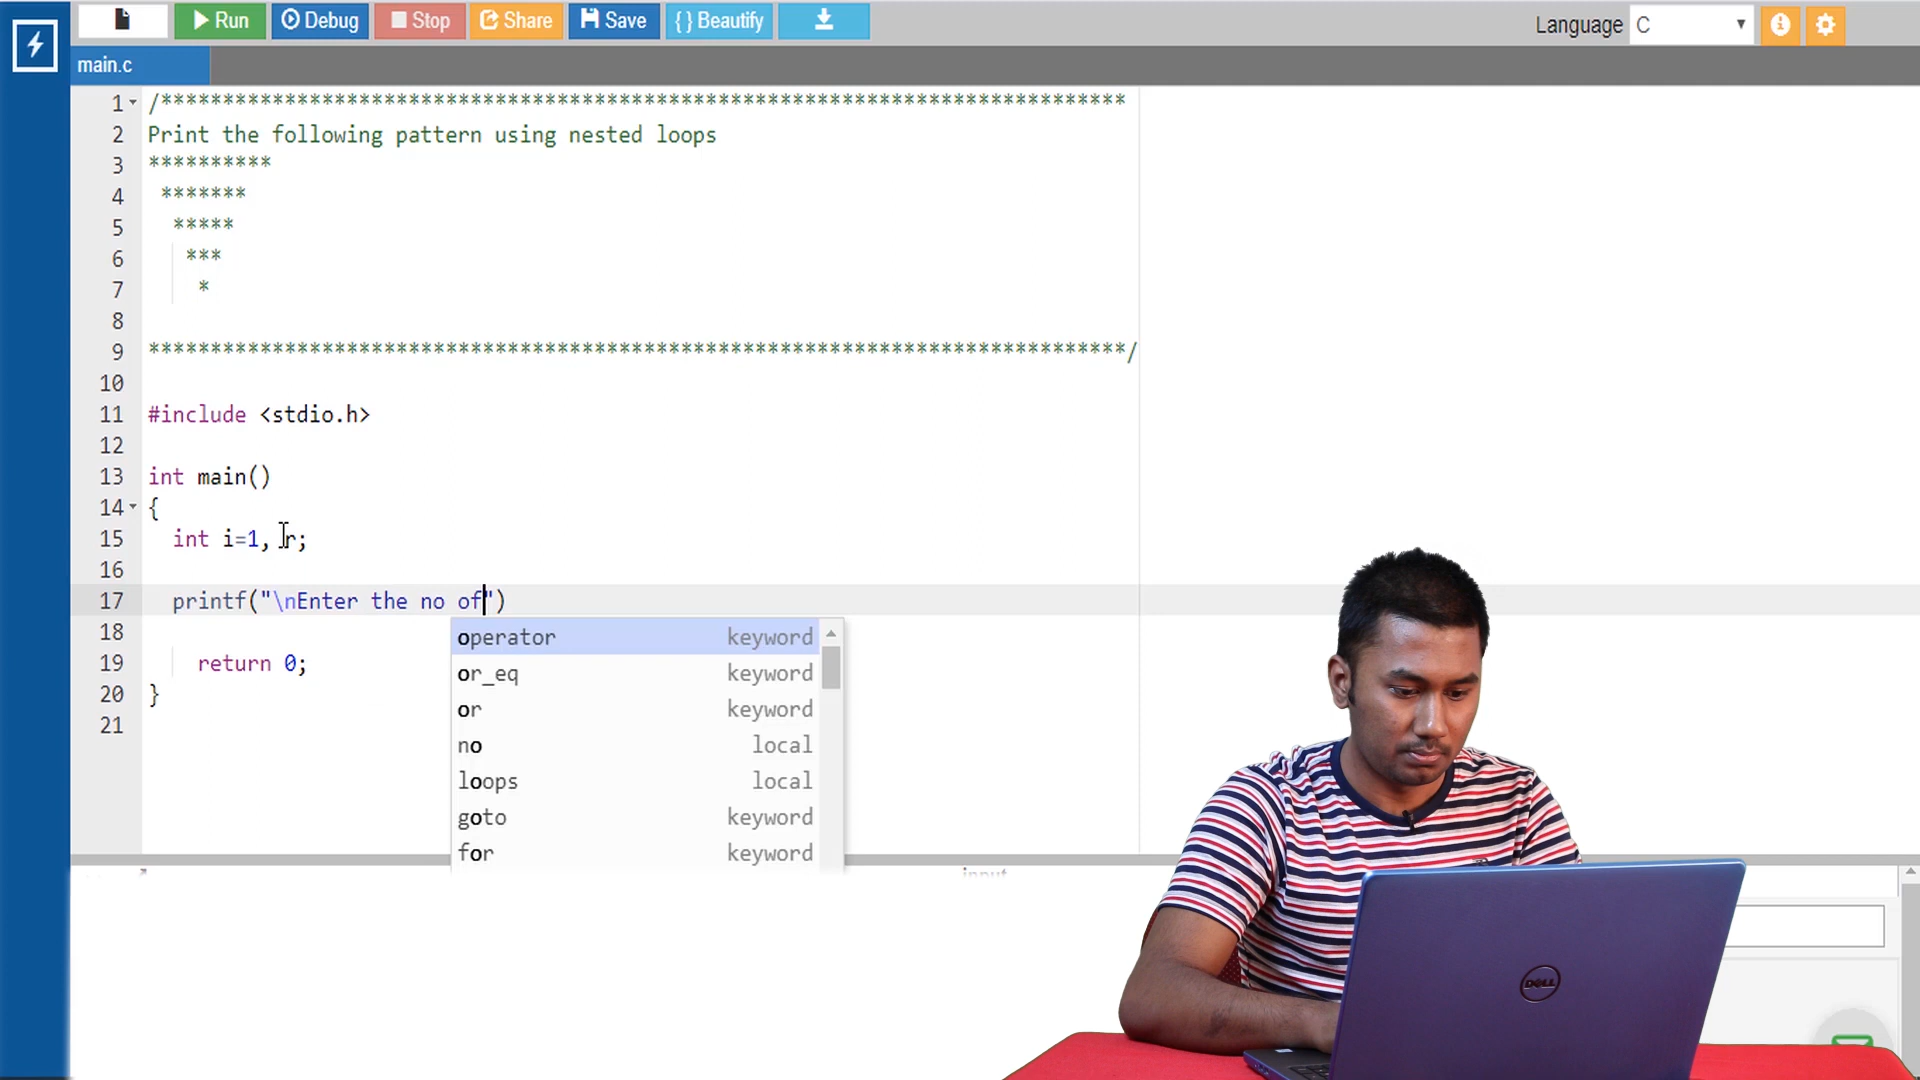 Run Debug Stop Share Save { } Beautify Language C
main.c
1 /******************************************************************************
2 Print the following pattern using nested loops
3 **********
4 *******
5 *****
6 ***
7 *
8
9 *******************************************************************************/
10
11 #include <stdio.h>
12
13 int main()
14 {
15 int i=1, r;
16
17 printf("\nEnter the no of")
18
19 return 0;
20 }
21
operator keyword
or_eq keyword
or keyword
no local
loops local
goto keyword
for keyword
input
DELL